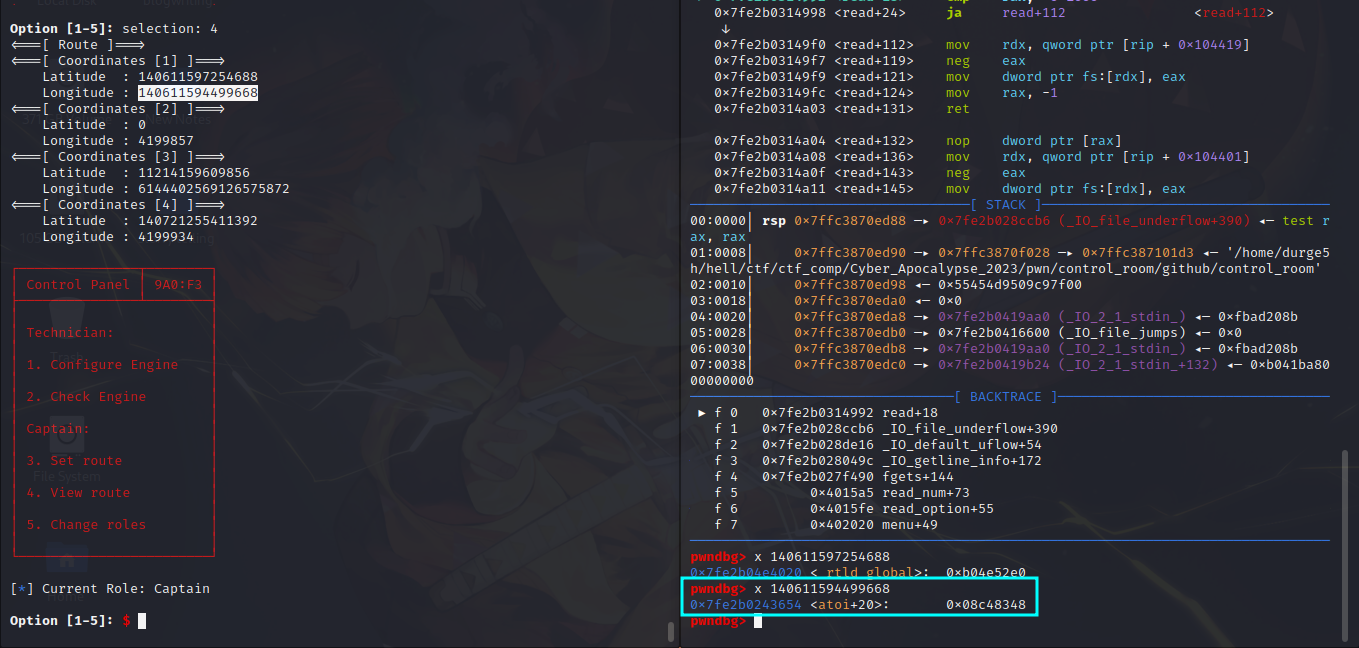 Option [1-5]: selection: 4
<===[ Route ]===>
<===[ Coordinates [1] ]===>
Latitude : 140611597254688
Longitude : 140611594499668
<===[ Coordinates [2] ]===>
Latitude : 0
Longitude : 4199857
<===[ Coordinates [3] ]===>
Latitude : 11214159609856
Longitude : 6144402569126575872
<===[ Coordinates [4] ]===>
Latitude : 140721255411392
Longitude : 4199934
Control Panel | 9A0:F3
Technician:
1. Configure Engine
2. Check Engine
Captain:
3. Set route
File System
4. View route
5. Change roles
[*] Current Role: Captain
Option [1-5]: $
0x7fe2b0314998 <read+24> ja read+112 <read+112>
↓
0x7fe2b03149f0 <read+112> mov rdx, qword ptr [rip + 0x104419]
0x7fe2b03149f7 <read+119> neg eax
0x7fe2b03149f9 <read+121> mov dword ptr fs:[rdx], eax
0x7fe2b03149fc <read+124> mov rax, -1
0x7fe2b0314a03 <read+131> ret
0x7fe2b0314a04 <read+132> nop dword ptr [rax]
0x7fe2b0314a08 <read+136> mov rdx, qword ptr [rip + 0x104401]
0x7fe2b0314a0f <read+143> neg eax
0x7fe2b0314a11 <read+145> mov dword ptr fs:[rdx], eax
[ STACK ]
00:0000│ rsp 0x7ffc3870ed88 —▸ 0x7fe2b028ccb6 (_IO_file_underflow+390) ◂— test r
ax, rax
01:0008│ 0x7ffc3870ed90 —▸ 0x7ffc3870f028 —▸ 0x7ffc387101d3 ◂— '/home/durge5
h/hell/ctf/ctf_comp/Cyber_Apocalypse_2023/pwn/control_room/github/control_room'
02:0010│ 0x7ffc3870ed98 ◂— 0x55454d9509c97f00
03:0018│ 0x7ffc3870eda0 ◂— 0x0
04:0020│ 0x7ffc3870eda8 —▸ 0x7fe2b0419aa0 (_IO_2_1_stdin_) ◂— 0xfbad208b
05:0028│ 0x7ffc3870edb0 —▸ 0x7fe2b0416600 (_IO_file_jumps) ◂— 0x0
06:0030│ 0x7ffc3870edb8 —▸ 0x7fe2b0419aa0 (_IO_2_1_stdin_) ◂— 0xfbad208b
07:0038│ 0x7ffc3870edc0 —▸ 0x7fe2b0419b24 (_IO_2_1_stdin_+132) ◂— 0xb041ba80
00000000
[ BACKTRACE ]
► f 0 0x7fe2b0314992 read+18
f 1 0x7fe2b028ccb6 _IO_file_underflow+390
f 2 0x7fe2b028de16 _IO_default_uflow+54
f 3 0x7fe2b028049c _IO_getline_info+172
f 4 0x7fe2b027f490 fgets+144
f 5 0x4015a5 read_num+73
f 6 0x4015fe read_option+55
f 7 0x402020 menu+49
pwndbg> x 140611597254688
0x7fe2b04e4020 <_rtld_global>: 0xb04e52e0
pwndbg> x 140611594499668
0x7fe2b0243654 <atoi+20>: 0x08c48348
pwndbg>